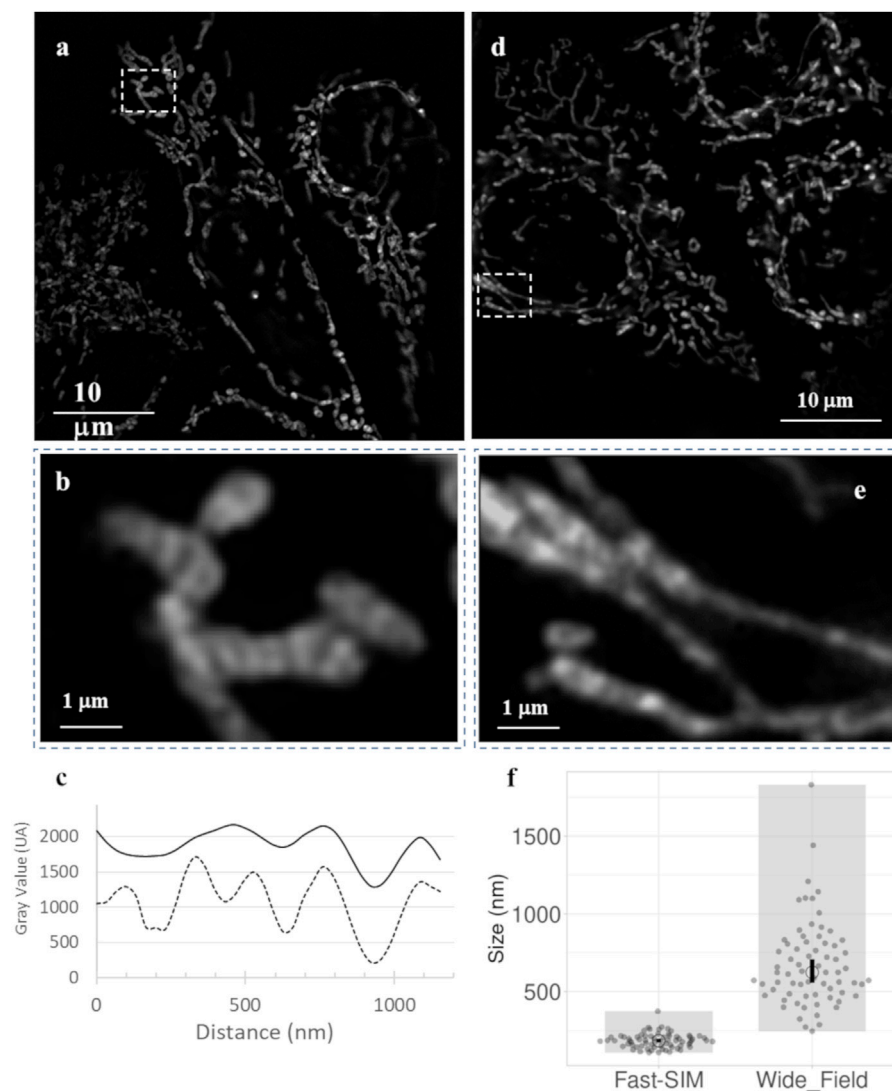 a
10
μm
d
10 μm
b
1 μm
e
1 μm
c
Gray Value (UA)
2000
1500
1000
500
0
0 500 1000
Distance (nm)
f
Size (nm)
1500
1000
500
Fast-SIM Wide_Field